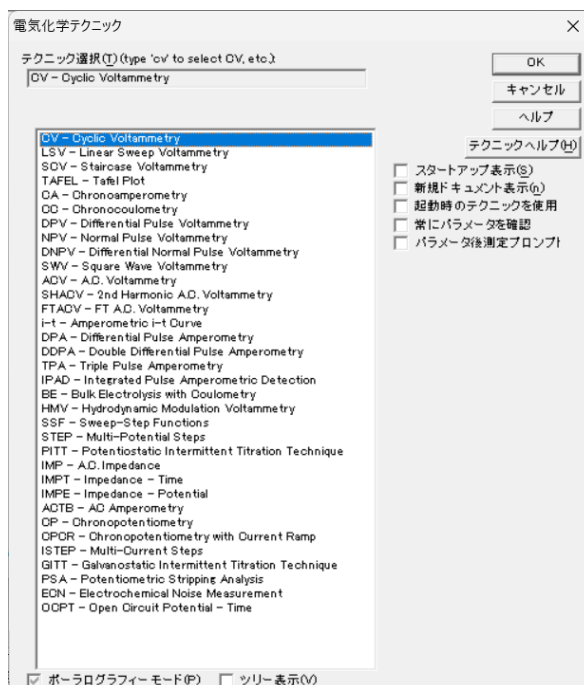 電気化学テクニック
テクニック選択(T) (type 'cv' to select CV, etc.):
CV - Cyclic Voltammetry
OK
キャンセル
ヘルプ
テクニックヘルプ(H)
CV - Cyclic Voltammetry
LSV - Linear Sweep Voltammetry
SCV - Staircase Voltammetry
TAFEL - Tafel Plot
CA - Chronoamperometry
CC - Chronocoulometry
DPV - Differential Pulse Voltammetry
NPV - Normal Pulse Voltammetry
DNPV - Differential Normal Pulse Voltammetry
SWV - Square Wave Voltammetry
ACV - A.C. Voltammetry
SHACV - 2nd Harmonic A.C. Voltammetry
FTACV - FT A.C. Voltammetry
i-t - Amperometric i-t Curve
DPA - Differential Pulse Amperometry
DDPA - Double Differential Pulse Amperometry
TPA - Triple Pulse Amperometry
IPAD - Integrated Pulse Amperometric Detection
BE - Bulk Electrolysis with Coulometry
HMV - Hydrodynamic Modulation Voltammetry
SSF - Sweep-Step Functions
STEP - Multi-Potential Steps
PITT - Potentiostatic Intermittent Titration Technique
IMP - A.C. Impedance
IMPT - Impedance - Time
IMPE - Impedance - Potential
ACTB - AC Amperometry
CP - Chronopotentiometry
CPCR - Chronopotentiometry with Current Ramp
ISTEP - Multi-Current Steps
GITT - Galvanostatic Intermittent Titration Technique
PSA - Potentiometric Stripping Analysis
ECN - Electrochemical Noise Measurement
OCPT - Open Circuit Potential - Time
スタートアップ表示(S)
新規ドキュメント表示(n)
起動時のテクニックを使用
常にパラメータを確認
パラメータ後測定プロンプト
ポーラログラフィーモード(P)
ツリー表示(V)